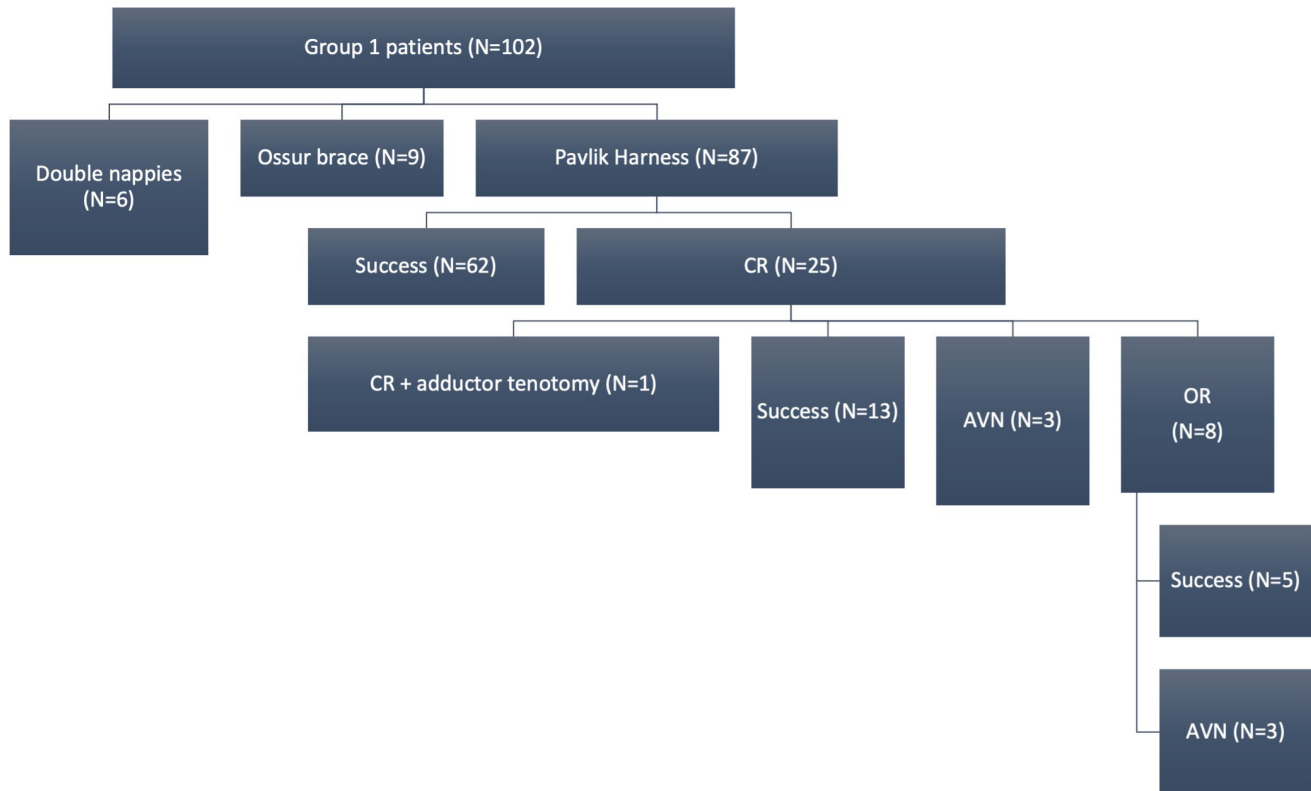 Group 1 patients (N=102)
Double nappies
(N=6)
Ossur brace (N=9)
Pavlik Harness (N=87)
Success (N=62)
CR (N=25)
CR + adductor tenotomy (N=1)
Success (N=13)
AVN (N=3)
OR
(N=8)
Success (N=5)
AVN (N=3)